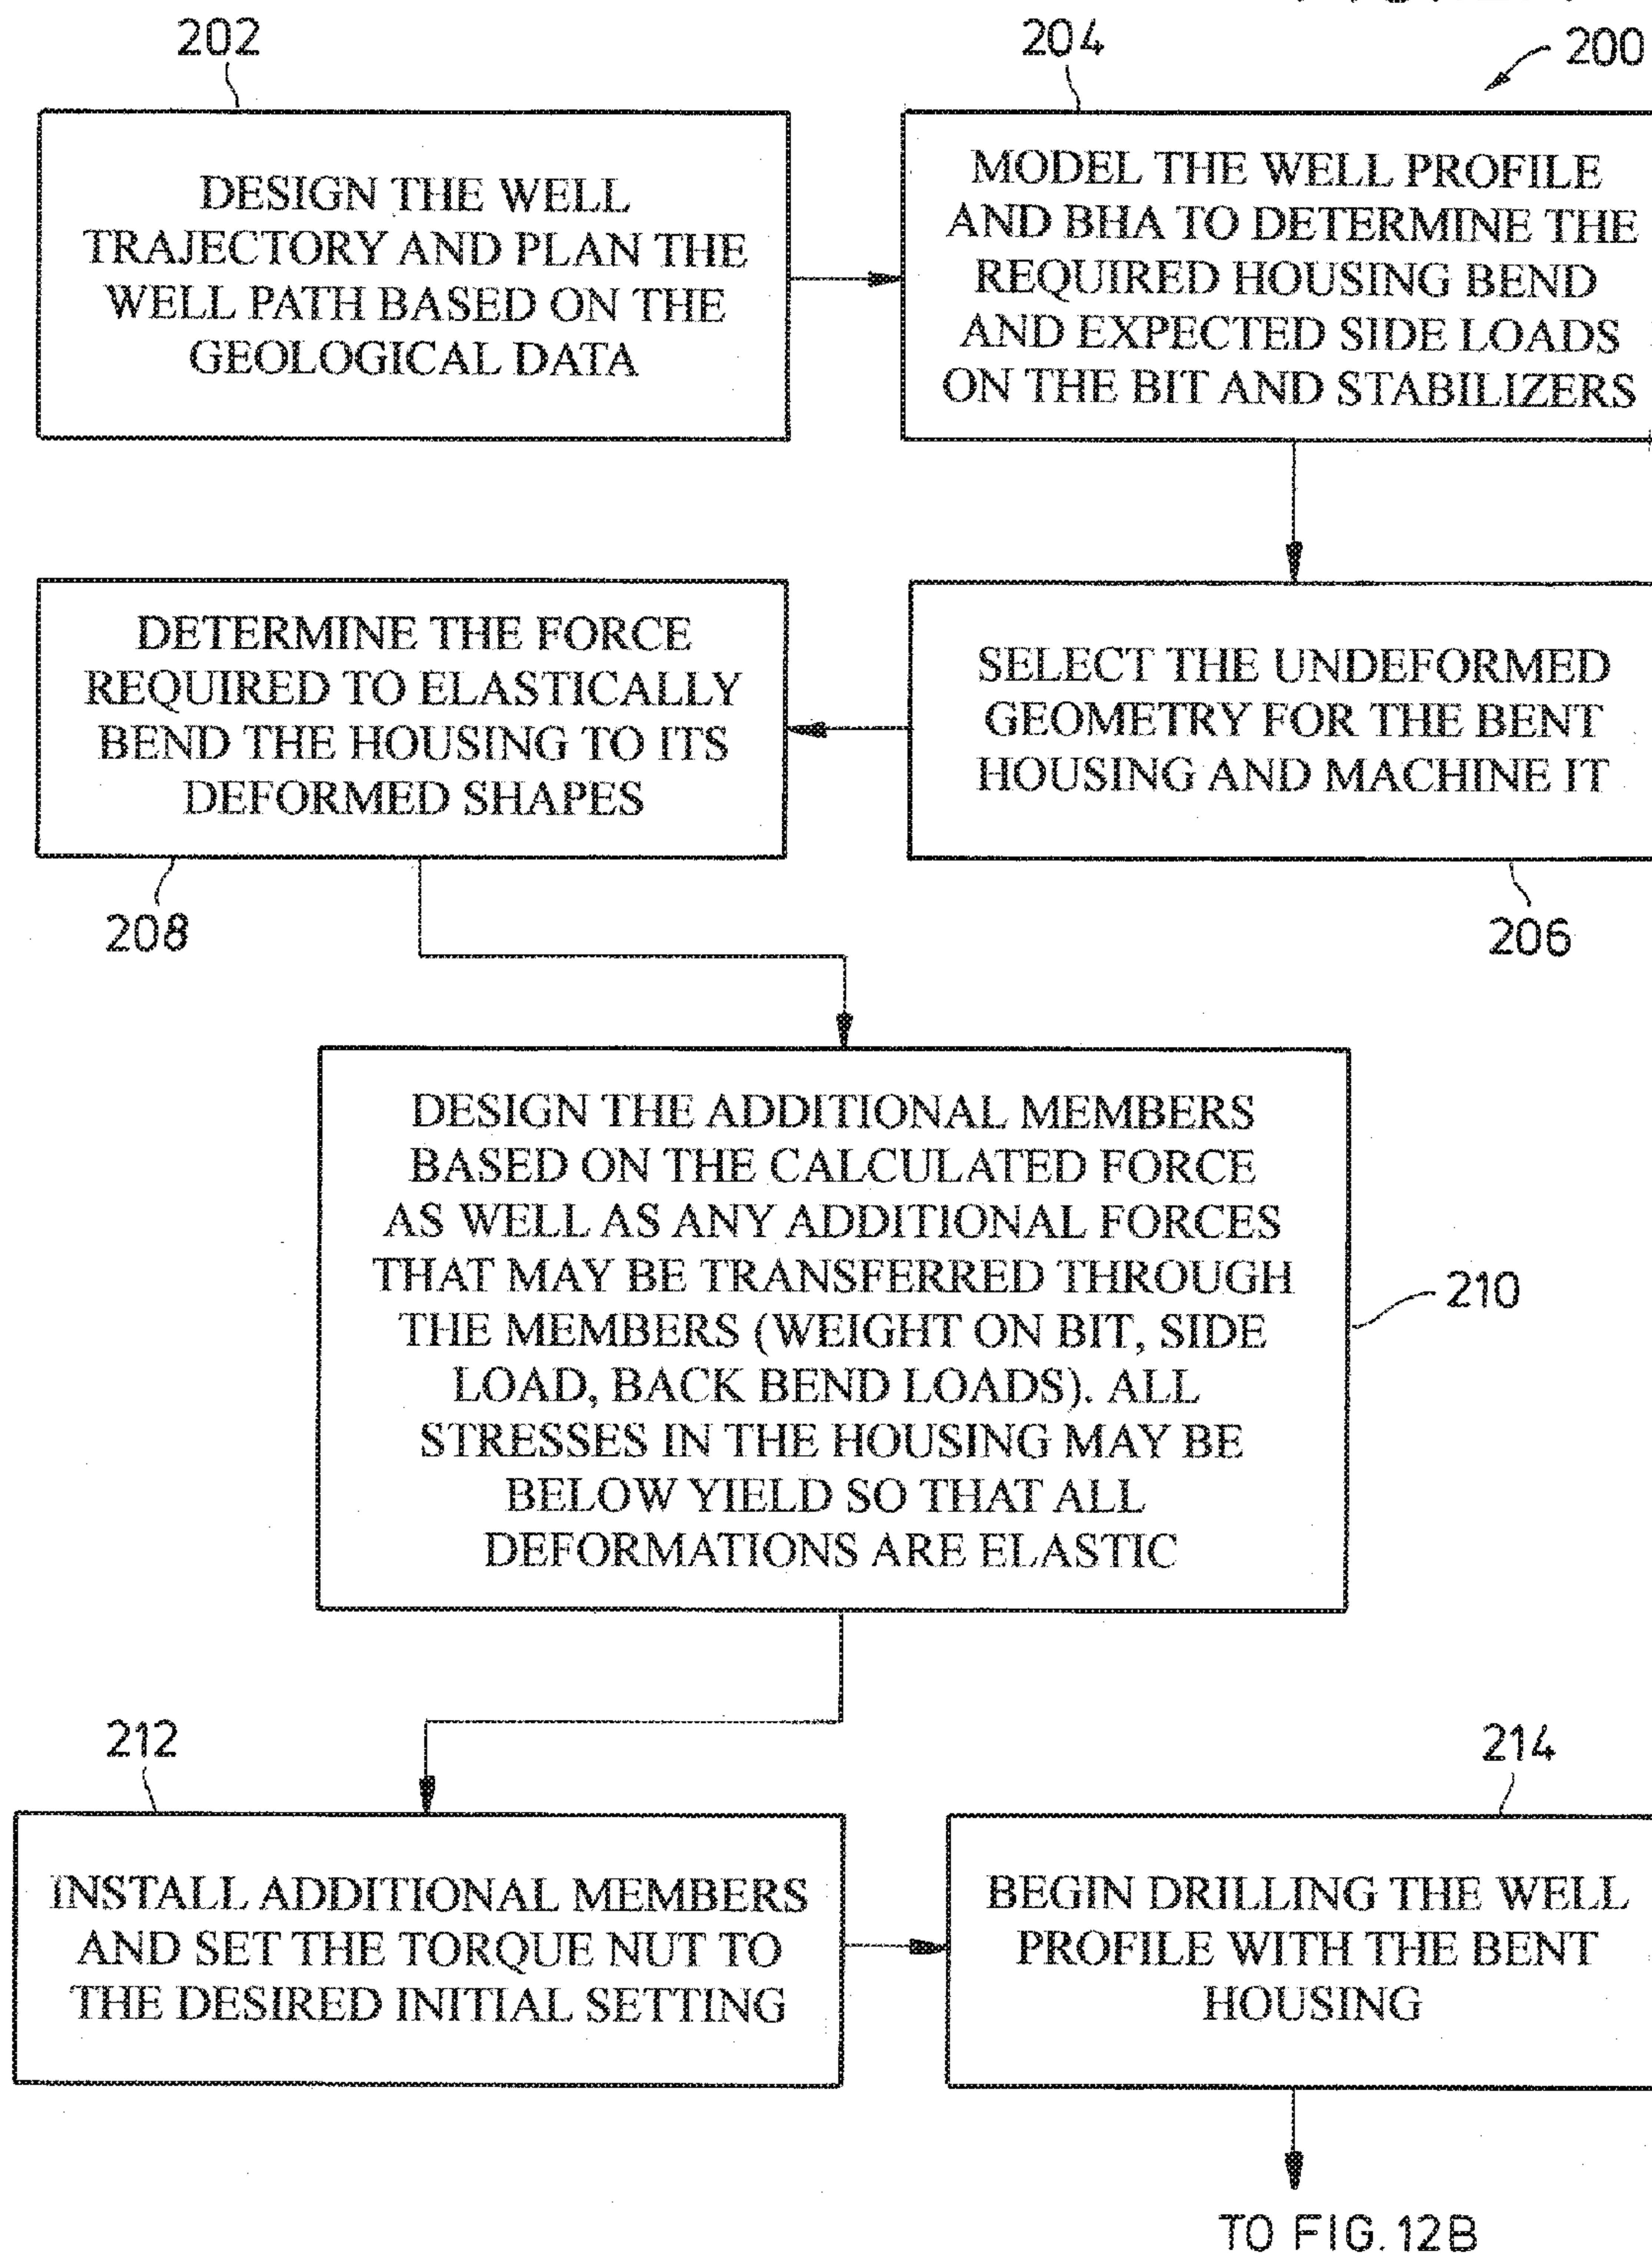 202
204
200
DESIGN THE WELL
TRAJECTORY AND PLAN THE
WELL PATH BASED ON THE
GEOLOGICAL DATA
MODEL THE WELL PROFILE
AND BHA TO DETERMINE THE
REQUIRED HOUSING BEND
AND EXPECTED SIDE LOADS
ON THE BIT AND STABILIZERS
SELECT THE UNDEFORMED
GEOMETRY FOR THE BENT
HOUSING AND MACHINE IT
206
DETERMINE THE FORCE
REQUIRED TO ELASTICALLY
BEND THE HOUSING TO ITS
DEFORMED SHAPES
208
DESIGN THE ADDITIONAL MEMBERS
BASED ON THE CALCULATED FORCE
AS WELL AS ANY ADDITIONAL FORCES
THAT MAY BE TRANSFERRED THROUGH
THE MEMBERS (WEIGHT ON BIT, SIDE
LOAD, BACK BEND LOADS). ALL
STRESSES IN THE HOUSING MAY BE
BELOW YIELD SO THAT ALL
DEFORMATIONS ARE ELASTIC
210
212
INSTALL ADDITIONAL MEMBERS
AND SET THE TORQUE NUT TO
THE DESIRED INITIAL SETTING
214
BEGIN DRILLING THE WELL
PROFILE WITH THE BENT
HOUSING
TO FIG. 12B